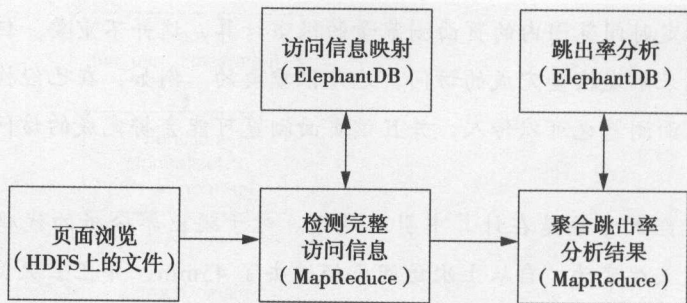 访问信息映射
(ElephantDB)
跳出率分析
(ElephantDB)
页面浏览
(HDFS上的文件)
检测完整
访问信息
(MapReduce)
聚合跳出率
分析结果
(MapReduce)